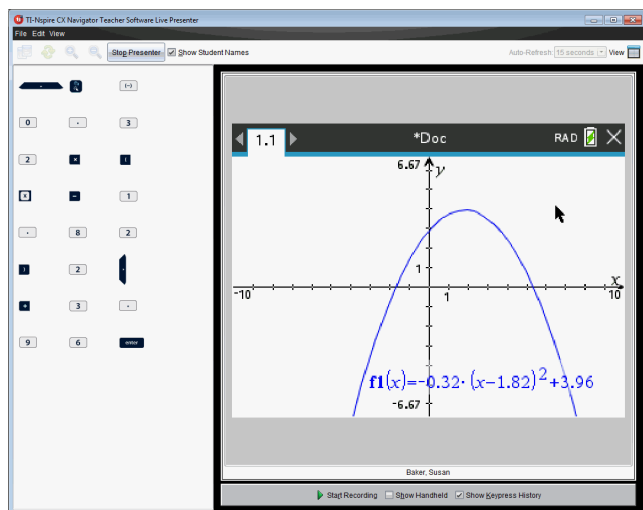 TI-Nspire CX Navigator Teacher Software Live Presenter
File Edit View
Stop Presenter Show Student Names Auto-Refresh: 15 seconds View
(-)
0 . 3
2 × (
X − 1
. 8 2
) 2
+ 3 .
9 6 enter
1.1 *Doc RAD
6.67 y
1
-10 1 x 10
f1(x)=-0.32·(x-1.82)²+3.96
-6.67
Baker, Susan
Start Recording Show Handheld Show Keypress History